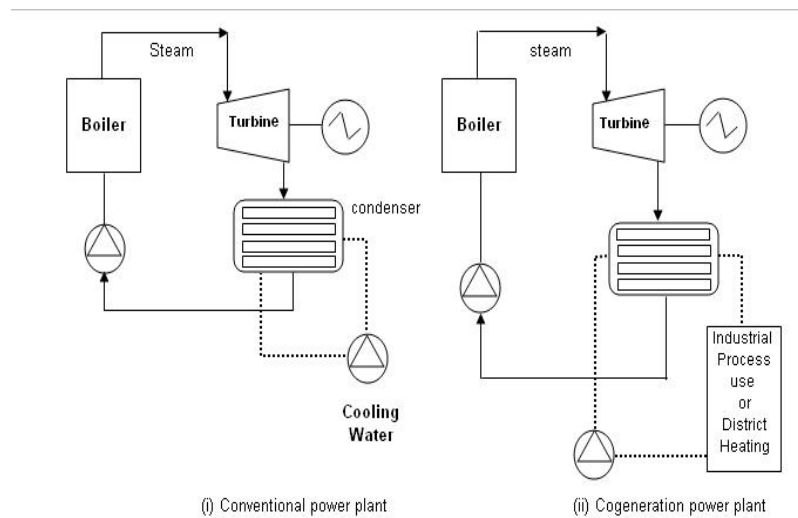 Steam
Boiler
Turbine
condenser
Cooling
Water
(i) Conventional power plant
steam
Boiler
Turbine
Industrial
Process
use
or
District
Heating
(ii) Cogeneration power plant